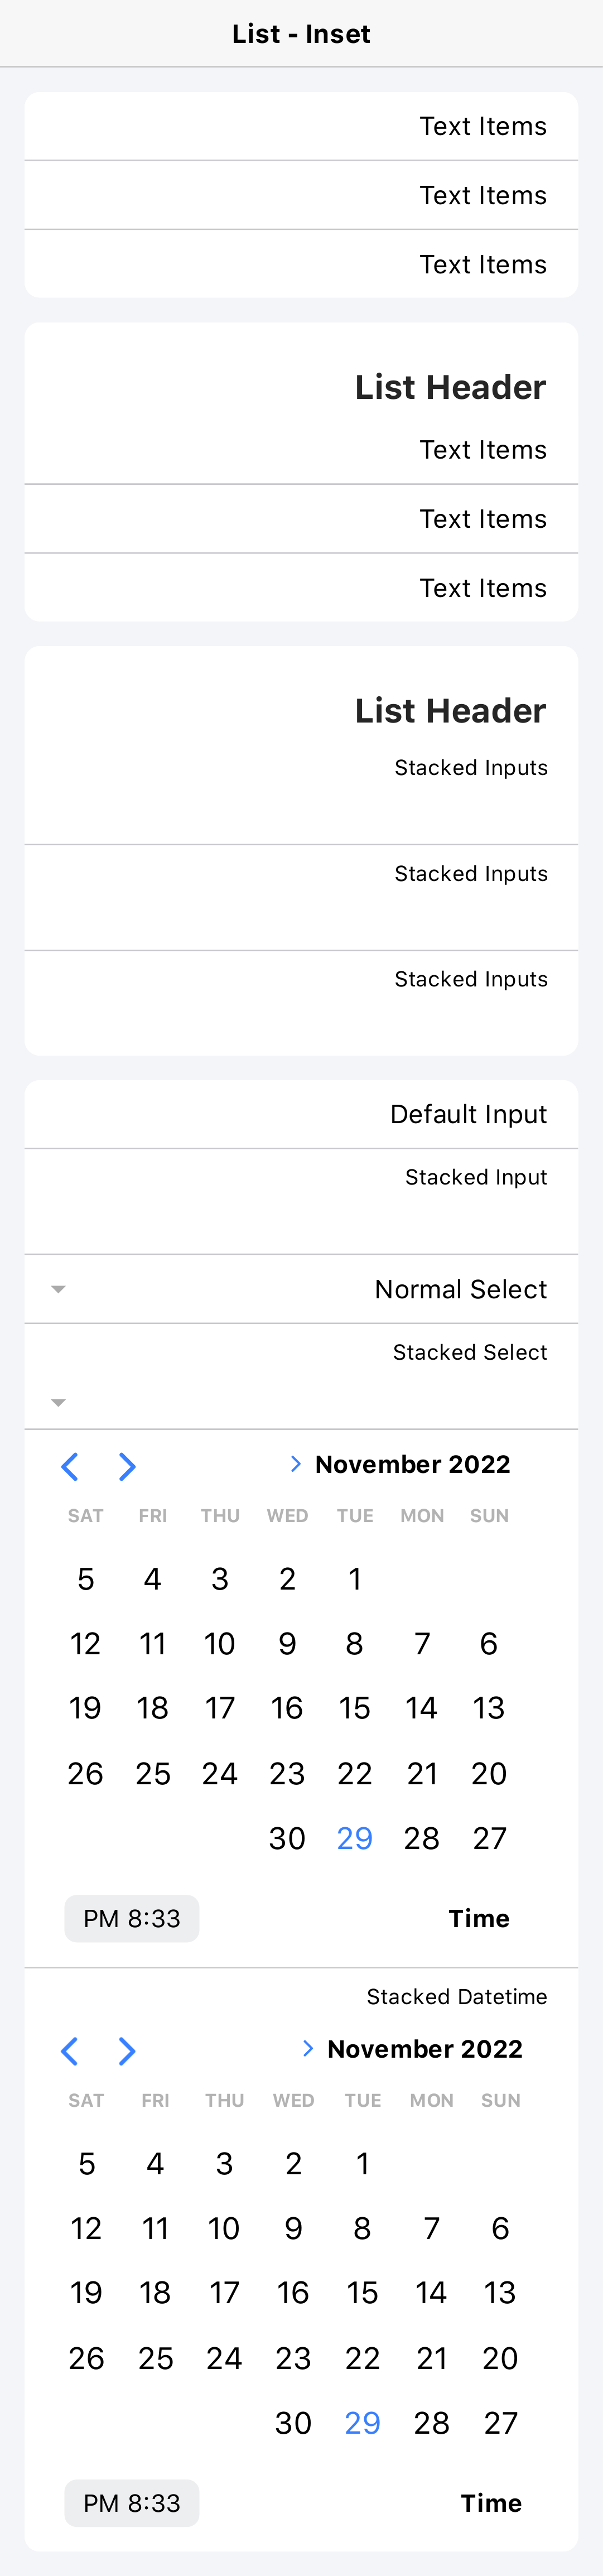 List - Inset
Text Items
Text Items
Text Items
List Header
Text Items
Text Items
Text Items
List Header
Stacked Inputs
Stacked Inputs
Stacked Inputs
Default Input
Stacked Input
Normal Select
Stacked Select
November 2022
SAT FRI THU WED TUE MON SUN
5 4 3 2 1
12 11 10 9 8 7 6
19 18 17 16 15 14 13
26 25 24 23 22 21 20
30 29 28 27
PM 8:33 Time
Stacked Datetime
November 2022
SAT FRI THU WED TUE MON SUN
5 4 3 2 1
12 11 10 9 8 7 6
19 18 17 16 15 14 13
26 25 24 23 22 21 20
30 29 28 27
PM 8:33 Time